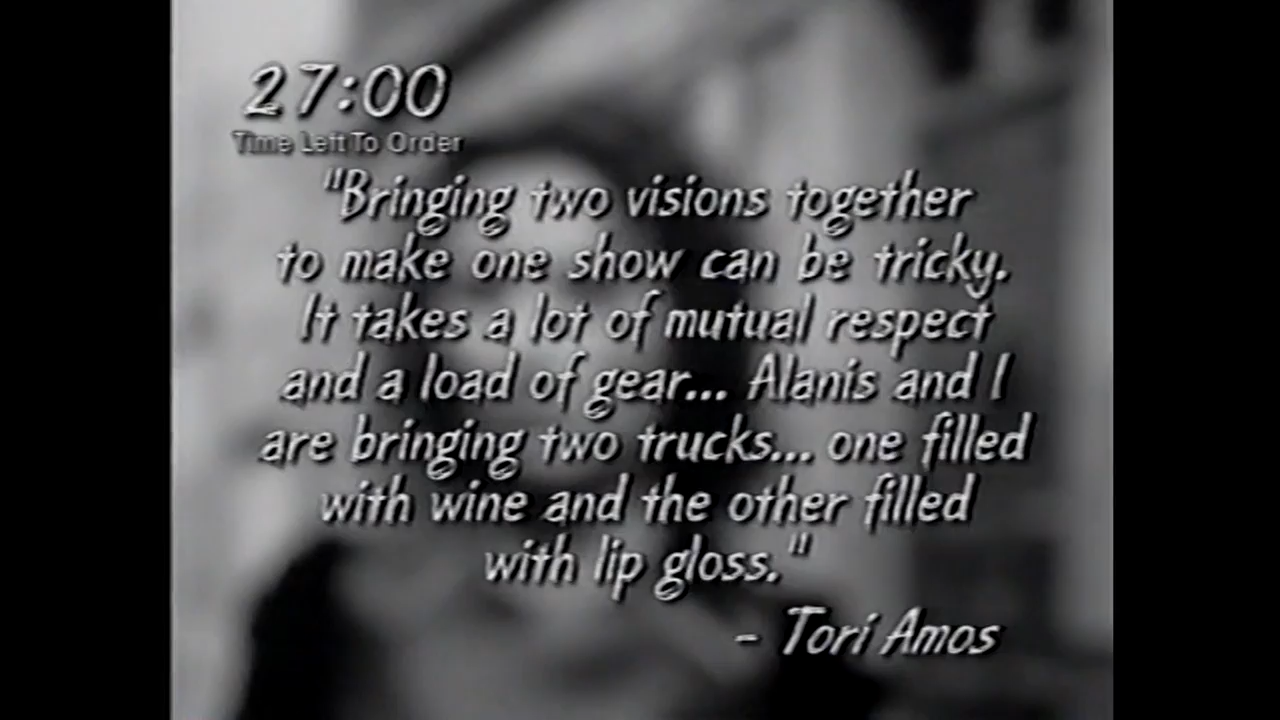 27:00
Time Left To Order
"Bringing two visions together
to make one show can be tricky.
It takes a lot of mutual respect
and a load of gear... Alanis and I
are bringing two trucks... one filled
with wine and the other filled
with lip gloss."
- Tori Amos